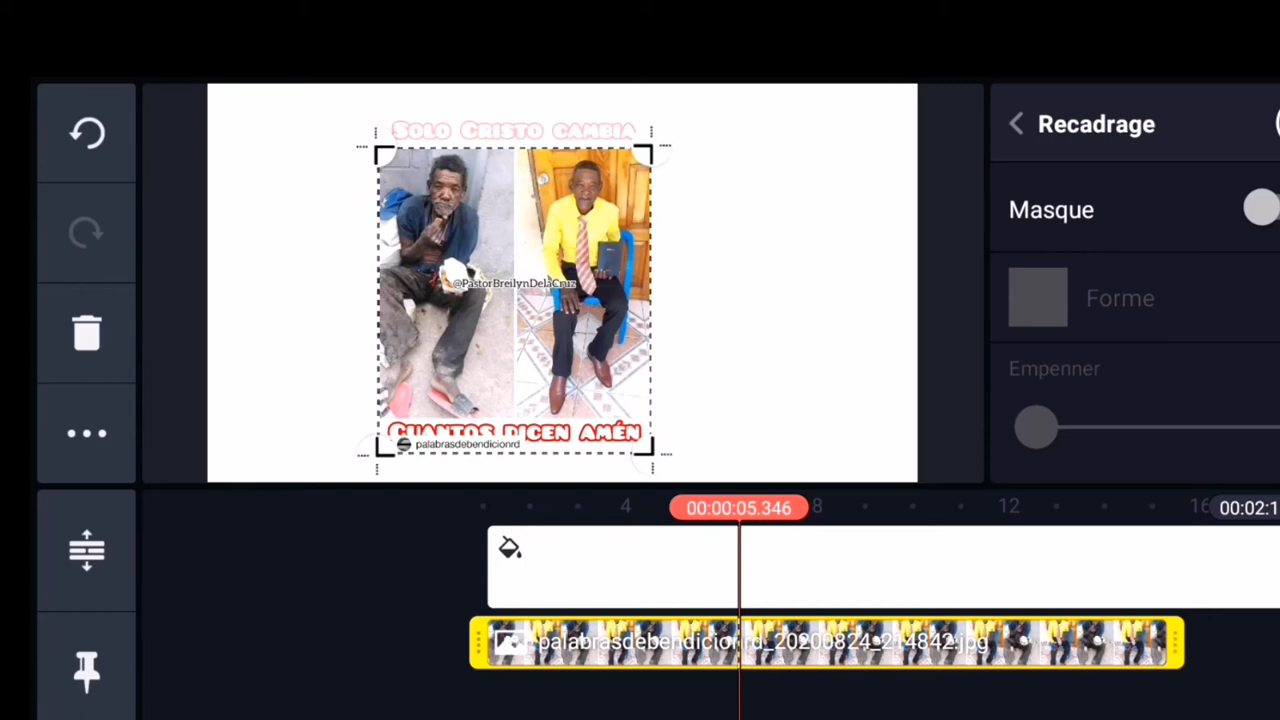 Recadrage
Solo Cristo cambia
Masque
@PastorBreilynDelaCruz
Forme
Empenner
Cuantos dicen amén
palabrasdebendicionrd
4
00:00:05.346
8
12
16
00:02:1
palabrasdebendicionrd_20200824_214842.jpg